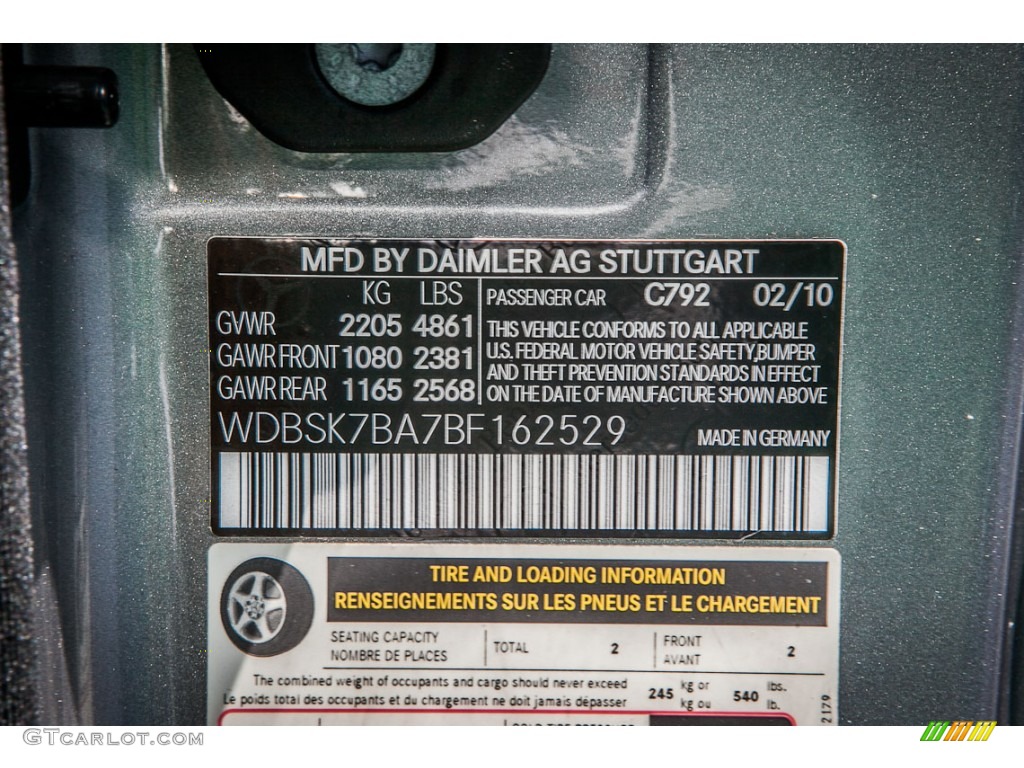 MFD BY DAIMLER AG STUTTGART
KG LBS
GVWR 2205 4861
GAWR FRONT 1080 2381
GAWR REAR 1165 2568
PASSENGER CAR C792 02/10
THIS VEHICLE CONFORMS TO ALL APPLICABLE
U.S. FEDERAL MOTOR VEHICLE SAFETY,BUMPER
AND THEFT PREVENTION STANDARDS IN EFFECT
ON THE DATE OF MANUFACTURE SHOWN ABOVE
WDBSK7BA7BF162529 MADE IN GERMANY
TIRE AND LOADING INFORMATION
RENSEIGNEMENTS SUR LES PNEUS ET LE CHARGEMENT
SEATING CAPACITY
NOMBRE DE PLACES
TOTAL 2
FRONT
AVANT
2
The combined weight of occupants and cargo should never exceed
Le poids total des occupants et du chargement ne doit jamais dépasser
245 kg or
kg ou
540 lbs.
lb.
2179
GTCARLOT.COM